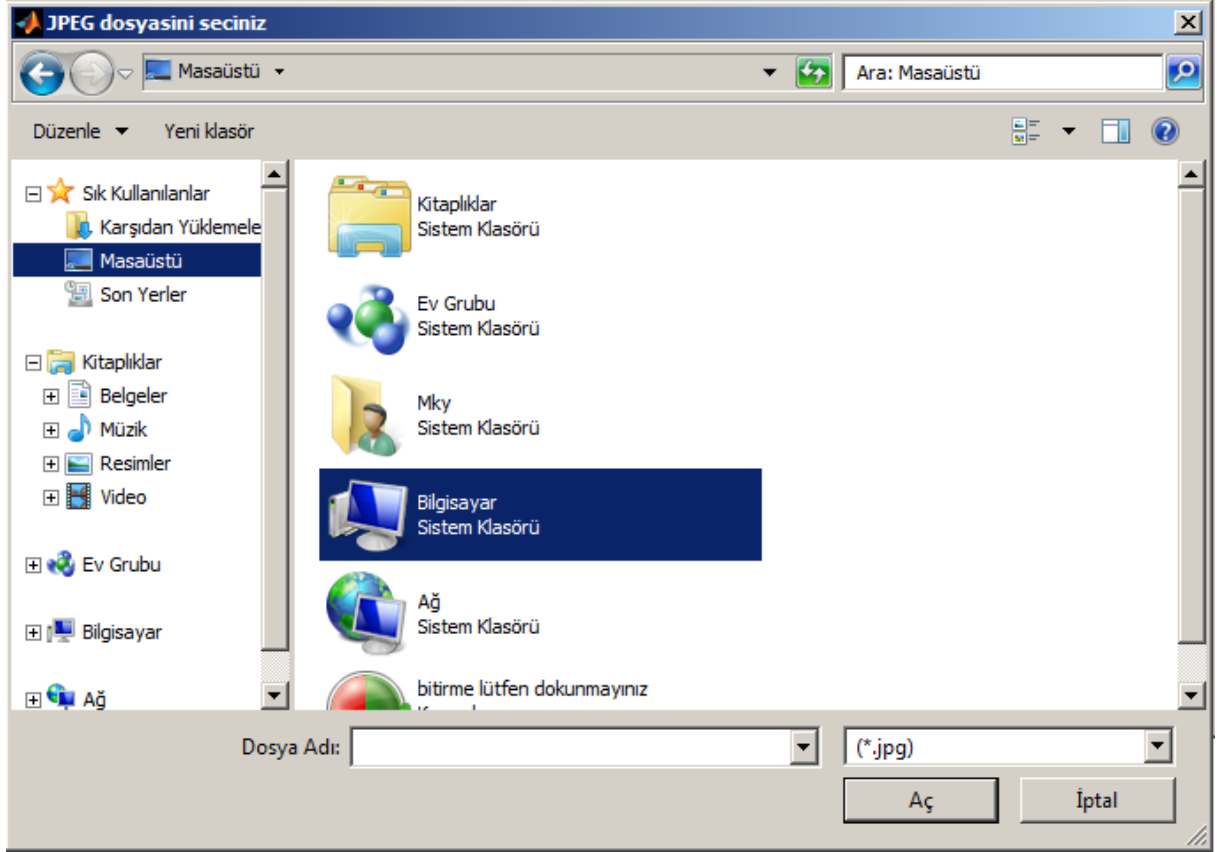 JPEG dosyasini seciniz
Masaüstü
Ara: Masaüstü
Düzenle
Yeni klasör
Sık Kullanılanlar
Karşıdan Yüklemele
Masaüstü
Son Yerler
Kitaplıklar
Belgeler
Müzik
Resimler
Video
Ev Grubu
Bilgisayar
Ağ
Kitaplıklar
Sistem Klasörü
Ev Grubu
Sistem Klasörü
Mky
Sistem Klasörü
Bilgisayar
Sistem Klasörü
Ağ
Sistem Klasörü
bitirme lütfen dokunmayınız
Dosya Adı:
(*.jpg)
Aç
İptal